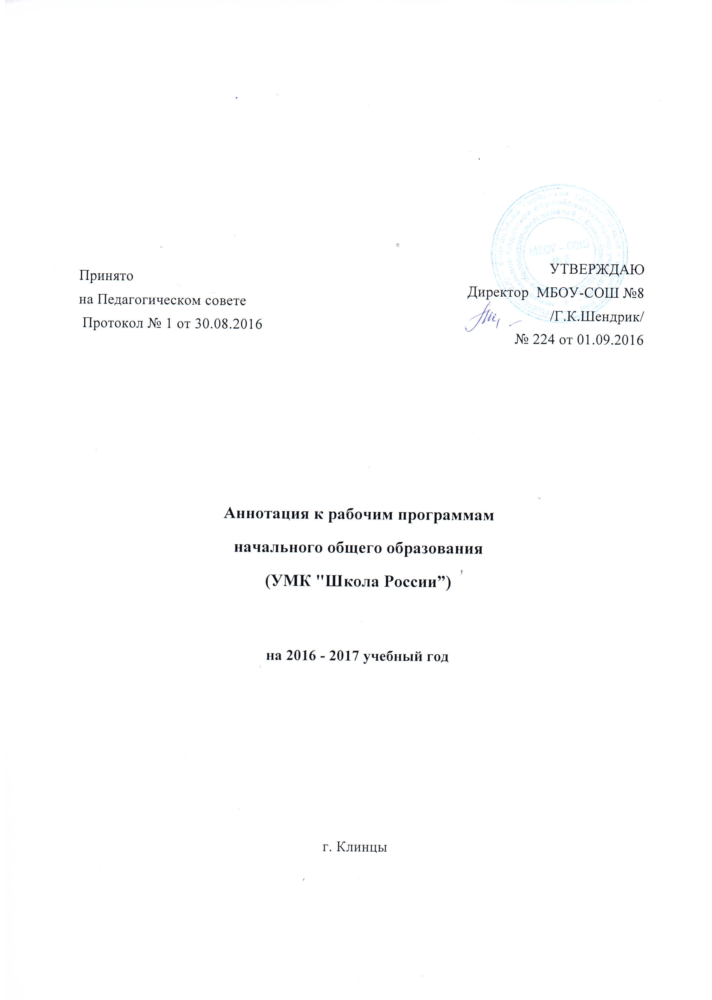 Принято
на Педагогическом совете
Протокол № 1 от 30.08.2016
МБОУ - СОШ
№ 8
УТВЕРЖДАЮ
Директор МБОУ-СОШ №8
/Г.К.Шендрик/
№ 224 от 01.09.2016
Аннотация к рабочим программам
начального общего образования
(УМК "Школа России”)
на 2016 - 2017 учебный год
г. Клинцы